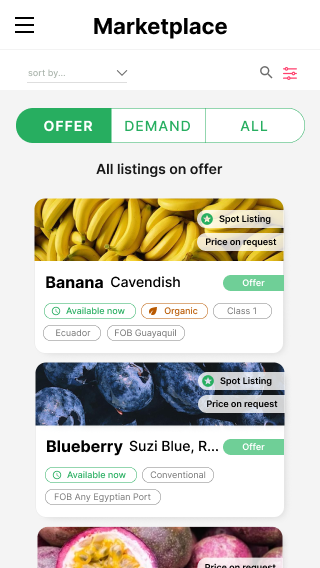 Marketplace
sort by...
OFFER DEMAND ALL
All listings on offer
Spot Listing
Price on request
Banana Cavendish Offer
Available now Organic Class 1
Ecuador FOB Guayaquil
Spot Listing
Price on request
Blueberry Suzi Blue, R... Offer
Available now Conventional
FOB Any Egyptian Port
Price on request